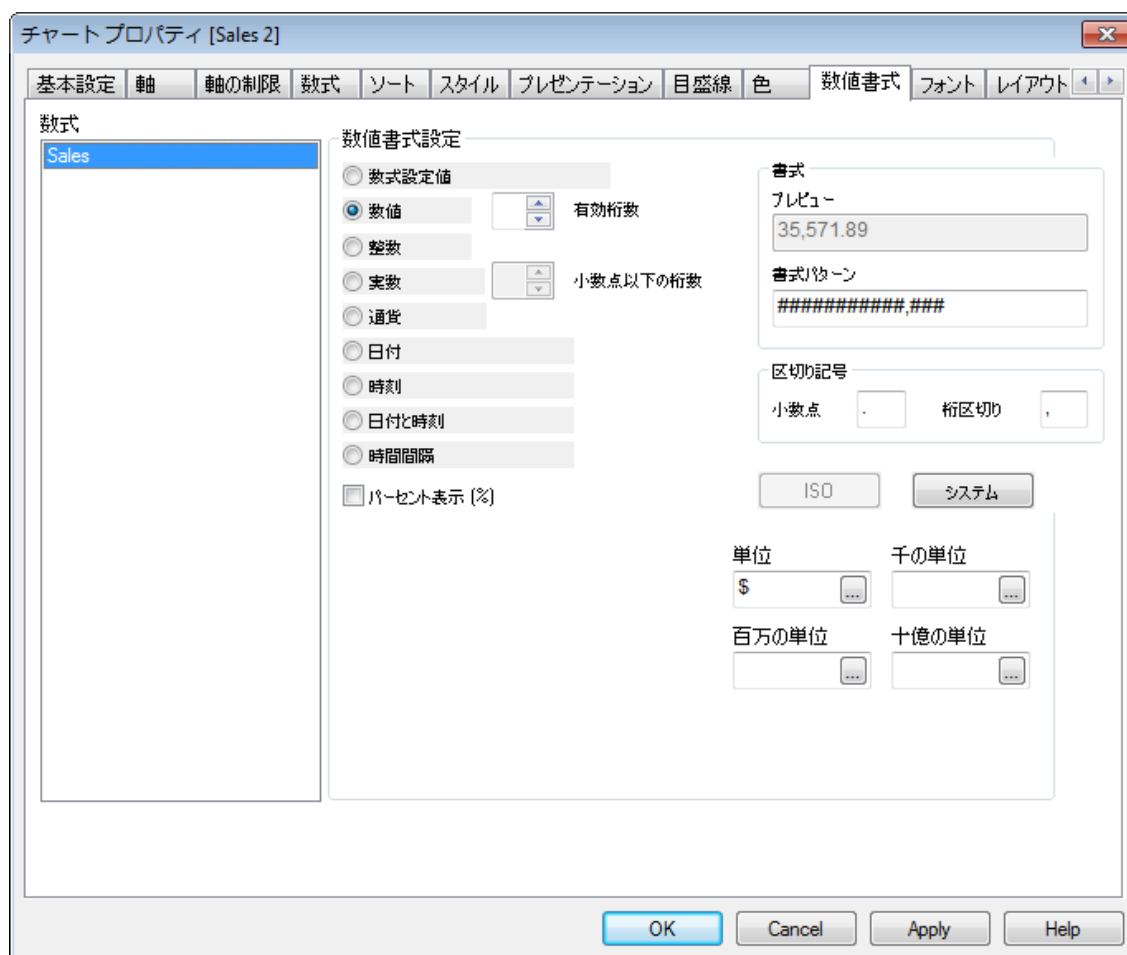 チャート プロパティ [Sales 2]
基本設定 軸 軸の制限 数式 ソート スタイル プレゼンテーション 目盛線 色 数値書式 フォント レイアウト
数式
Sales
数値書式設定
数式設定値
数値 有効桁数
整数
実数 小数点以下の桁数
通貨
日付
時刻
日付と時刻
時間間隔
パーセント表示 (%)
書式
プレビュー
35,571.89
書式パターン
###########,###
区切り記号
小数点 . 桁区切り ,
ISO システム
単位 千の単位
$ ... ...
百万の単位 十億の単位
... ...
OK Cancel Apply Help